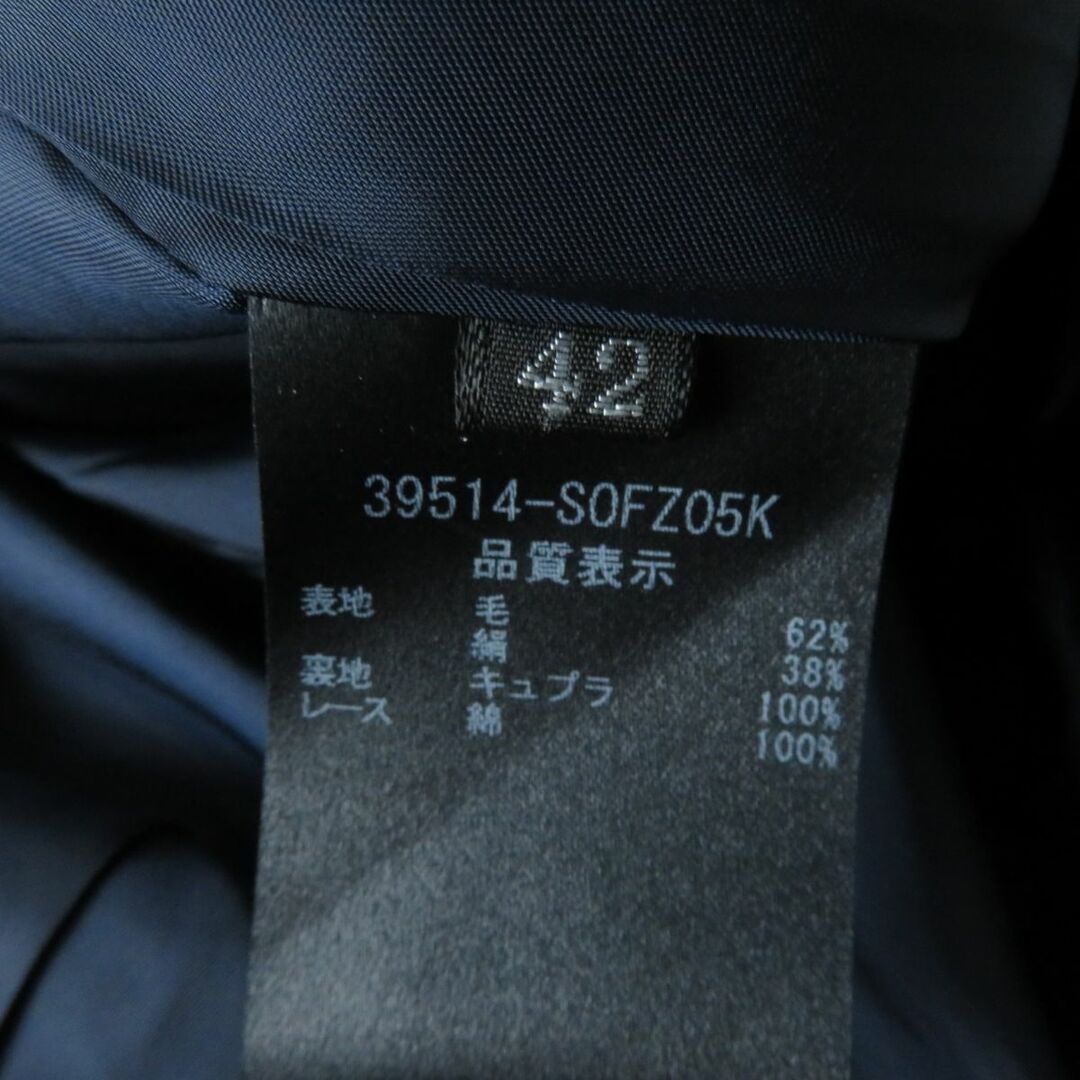 42
39514-S0FZ05K
品質表示
表地 毛 62%
絹 38%
裏地 キュプラ 100%
レース 綿 100%